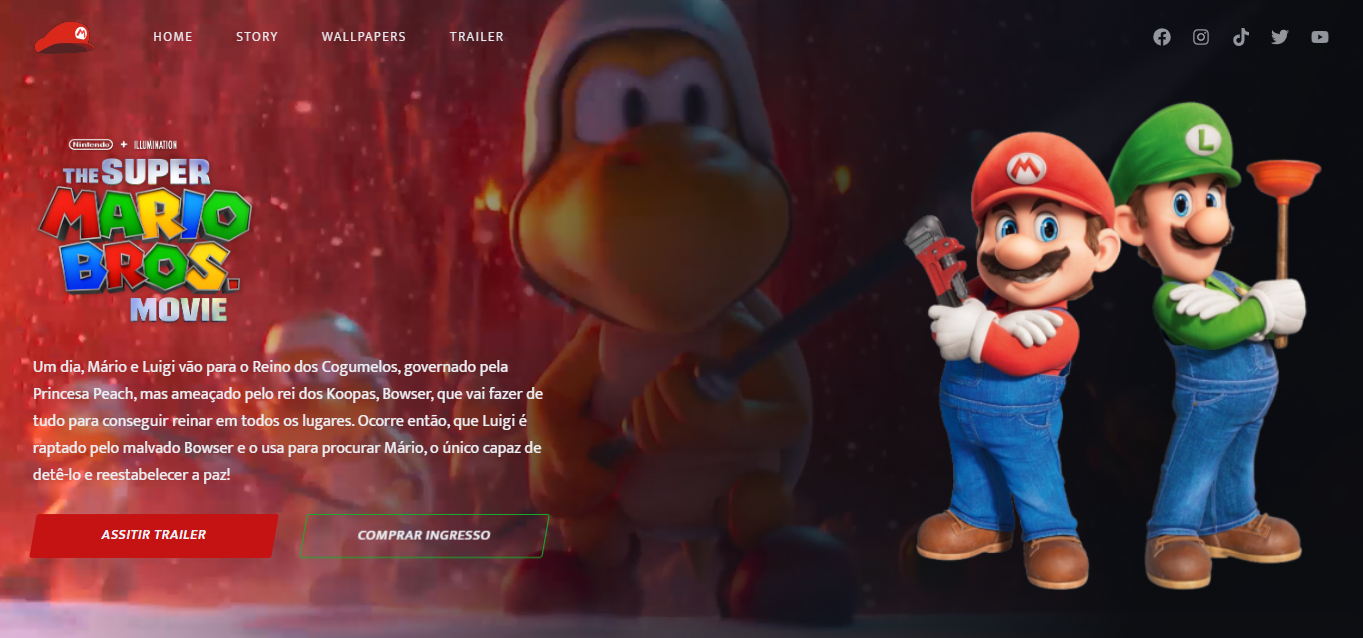 M
HOME
STORY
WALLPAPERS
TRAILER
Nintendo + ILLUMINATION
THE SUPER
MARIO
BROS.
MOVIE
M
L
Um dia, Mário e Luigi vão para o Reino dos Cogumelos, governado pela
Princesa Peach, mas ameaçado pelo rei dos Koopas, Bowser, que vai fazer de
tudo para conseguir reinar em todos os lugares. Ocorre então, que Luigi é
raptado pelo malvado Bowser e o usa para procurar Mário, o único capaz de
detê-lo e reestabelecer a paz!
ASSITIR TRAILER
COMPRAR INGRESSO